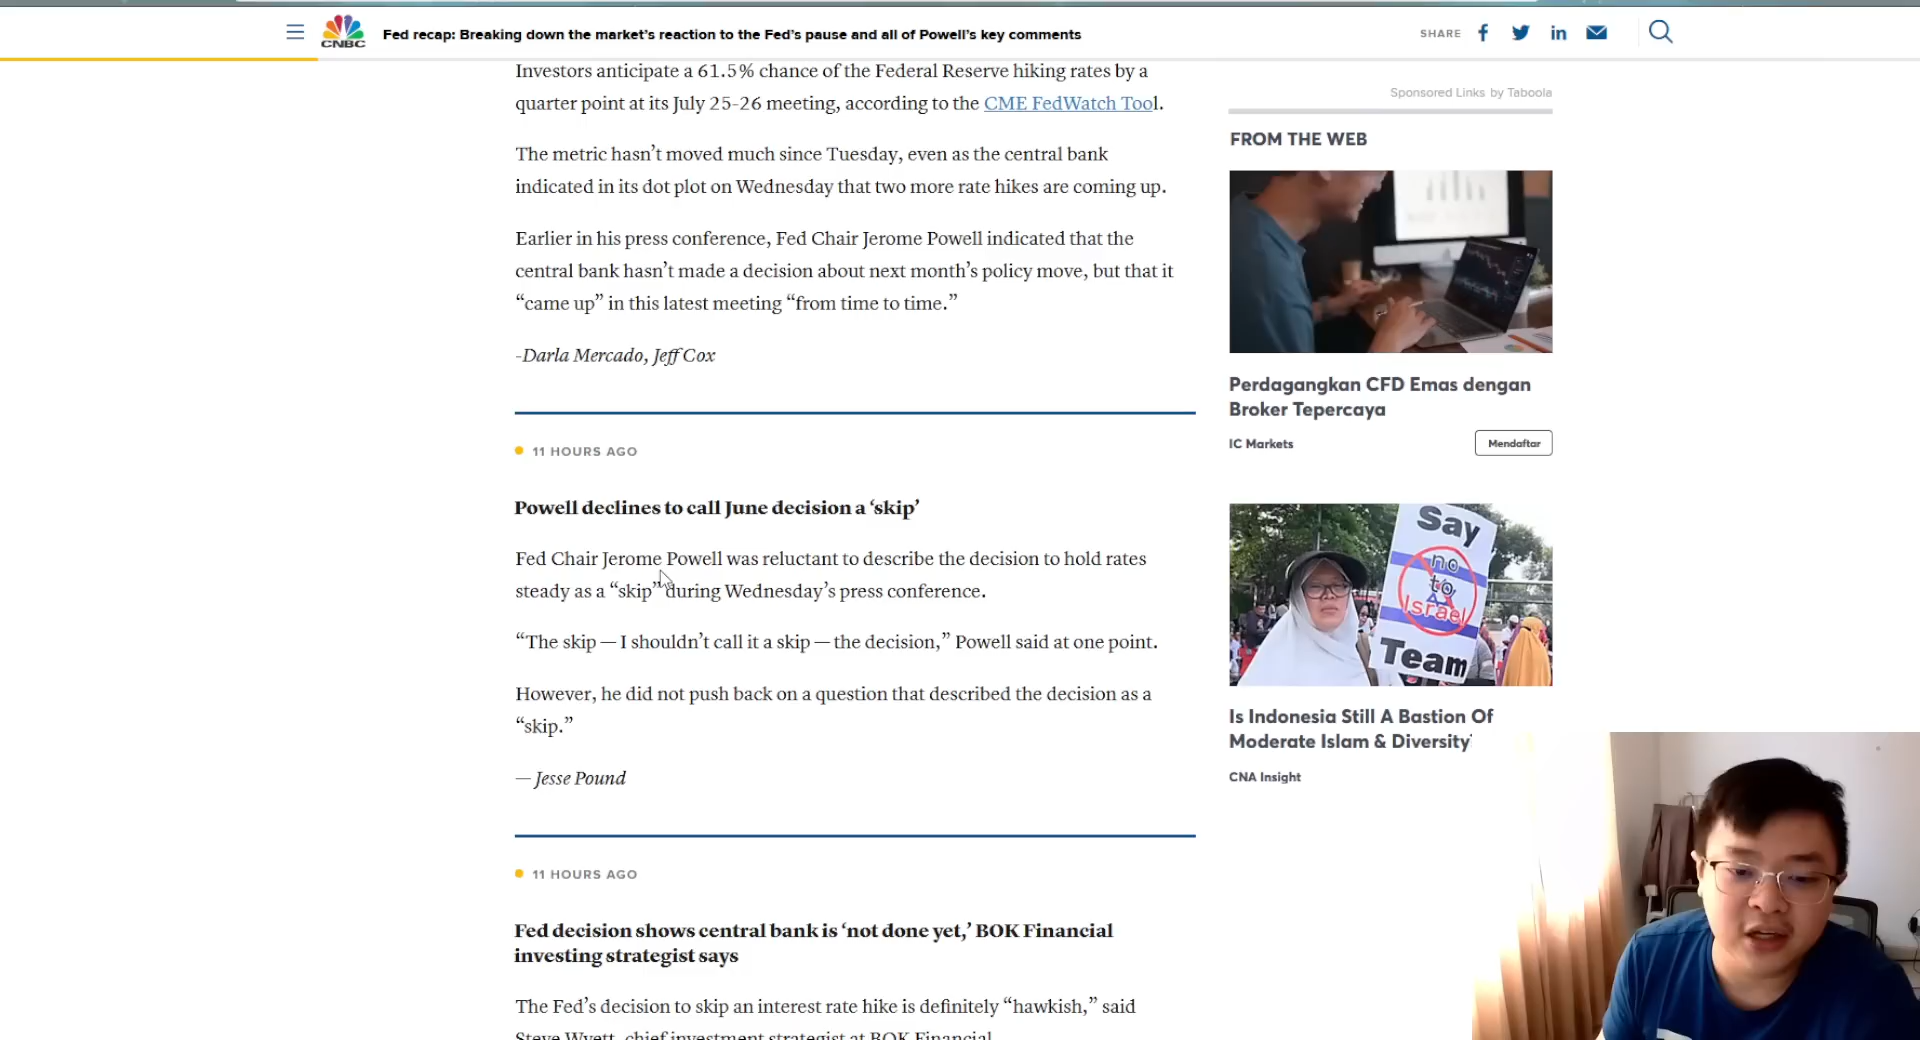 CNBC
Fed recap: Breaking down the market's reaction to the Fed's pause and all of Powell's key comments
SHARE
Investors anticipate a 61.5% chance of the Federal Reserve hiking rates by a
quarter point at its July 25-26 meeting, according to the CME FedWatch Tool.
The metric hasn't moved much since Tuesday, even as the central bank
indicated in its dot plot on Wednesday that two more rate hikes are coming up.
Earlier in his press conference, Fed Chair Jerome Powell indicated that the
central bank hasn't made a decision about next month's policy move, but that it
“came up” in this latest meeting “from time to time.”
-Darla Mercado, Jeff Cox
11 HOURS AGO
Powell declines to call June decision a ‘skip’
Fed Chair Jerome Powell was reluctant to describe the decision to hold rates
steady as a “skip” during Wednesday's press conference.
“The skip — I shouldn't call it a skip — the decision,” Powell said at one point.
However, he did not push back on a question that described the decision as a
“skip.”
— Jesse Pound
11 HOURS AGO
Fed decision shows central bank is ‘not done yet,’ BOK Financial
investing strategist says
The Fed's decision to skip an interest rate hike is definitely “hawkish,” said
Steve Wyett, chief investment strategist at BOK Financial.
Sponsored Links by Taboola
FROM THE WEB
Perdagangkan CFD Emas dengan
Broker Tepercaya
IC Markets
Mendaftar
Say
no
to
Israel
Team
Is Indonesia Still A Bastion Of
Moderate Islam & Diversity
CNA Insight